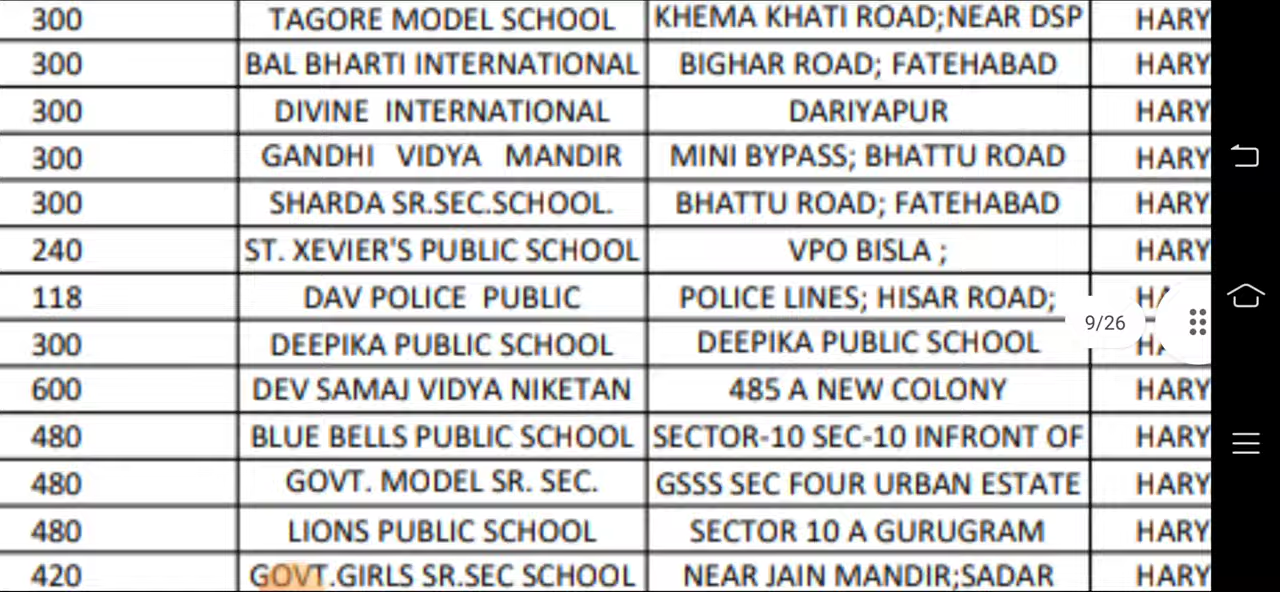 300 TAGORE MODEL SCHOOL KHEMA KHATI ROAD;NEAR DSP HARY
300 BAL BHARTI INTERNATIONAL BIGHAR ROAD; FATEHABAD HARY
300 DIVINE INTERNATIONAL DARIYAPUR HARY
300 GANDHI VIDYA MANDIR MINI BYPASS; BHATTU ROAD HARY
300 SHARDA SR.SEC.SCHOOL. BHATTU ROAD; FATEHABAD HARY
240 ST. XEVIER'S PUBLIC SCHOOL VPO BISLA ; HARY
118 DAV POLICE PUBLIC POLICE LINES; HISAR ROAD; HA
9/26
300 DEEPIKA PUBLIC SCHOOL DEEPIKA PUBLIC SCHOOL HA
600 DEV SAMAJ VIDYA NIKETAN 485 A NEW COLONY HARY
480 BLUE BELLS PUBLIC SCHOOL SECTOR-10 SEC-10 INFRONT OF HARY
480 GOVT. MODEL SR. SEC. GSSS SEC FOUR URBAN ESTATE HARY
480 LIONS PUBLIC SCHOOL SECTOR 10 A GURUGRAM HARY
420 GOVT.GIRLS SR.SEC SCHOOL NEAR JAIN MANDIR;SADAR HARY